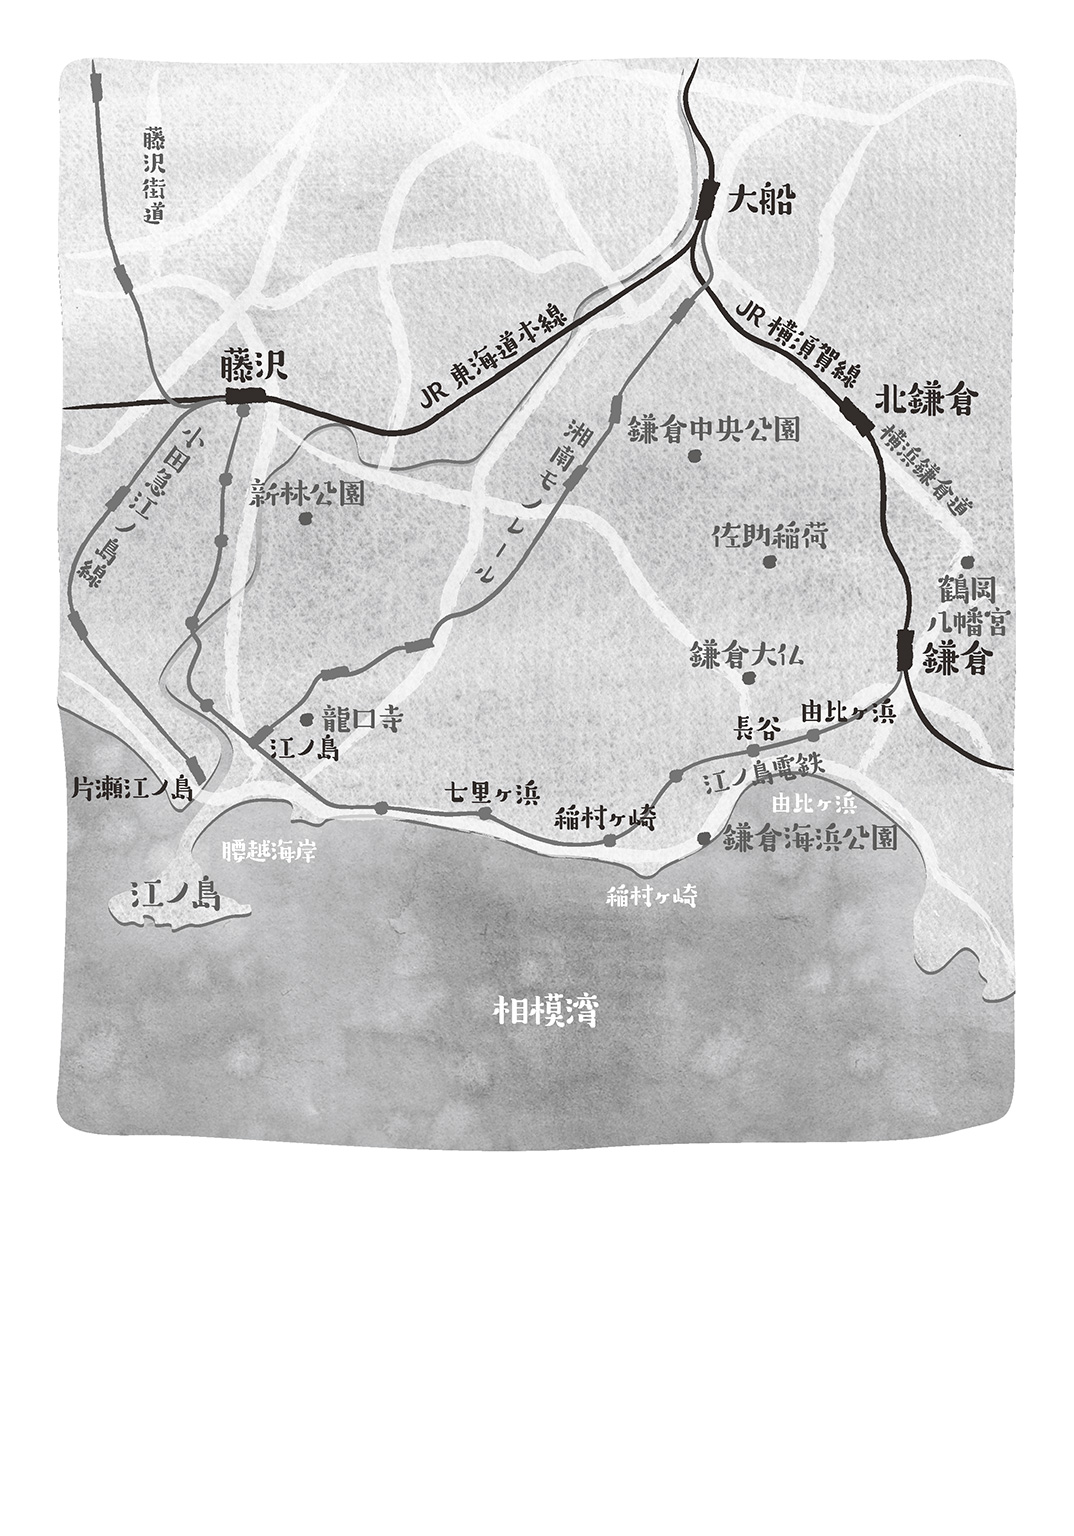 藤沢街道
大船
JR 東海道本線
JR 横須賀線
藤沢
北鎌倉
小田急江ノ島線
湘南モノレール
鎌倉中央公園
横浜鎌倉道
新林公園
佐助稲荷
鶴岡
八幡宮
鎌倉大仏
鎌倉
龍口寺
江ノ島
長谷
由比ヶ浜
片瀬江ノ島
七里ヶ浜
江ノ島電鉄
稲村ヶ崎
由比ヶ浜
鎌倉海浜公園
腰越海岸
江ノ島
稲村ヶ崎
相模湾